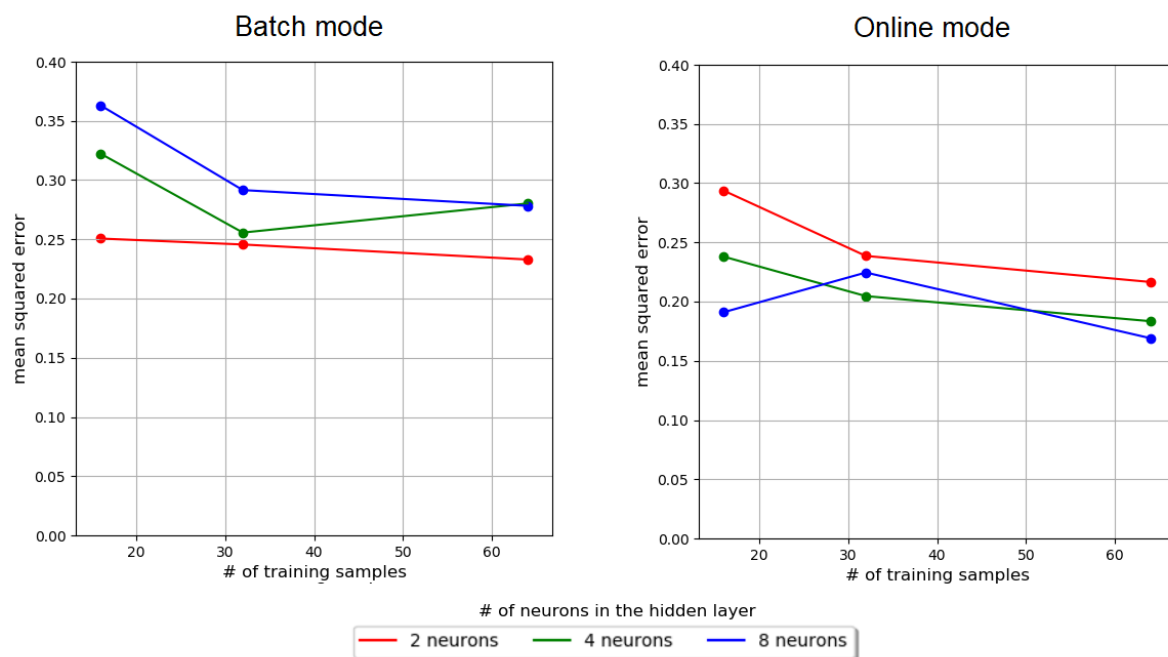 Batch mode
0.40
0.35
0.30
0.25
0.20
0.15
0.10
0.05
0.00
mean squared error
20 30 40 50 60
# of training samples
Online mode
0.40
0.35
0.30
0.25
0.20
0.15
0.10
0.05
0.00
mean squared error
20 30 40 50 60
# of training samples
# of neurons in the hidden layer
2 neurons 4 neurons 8 neurons